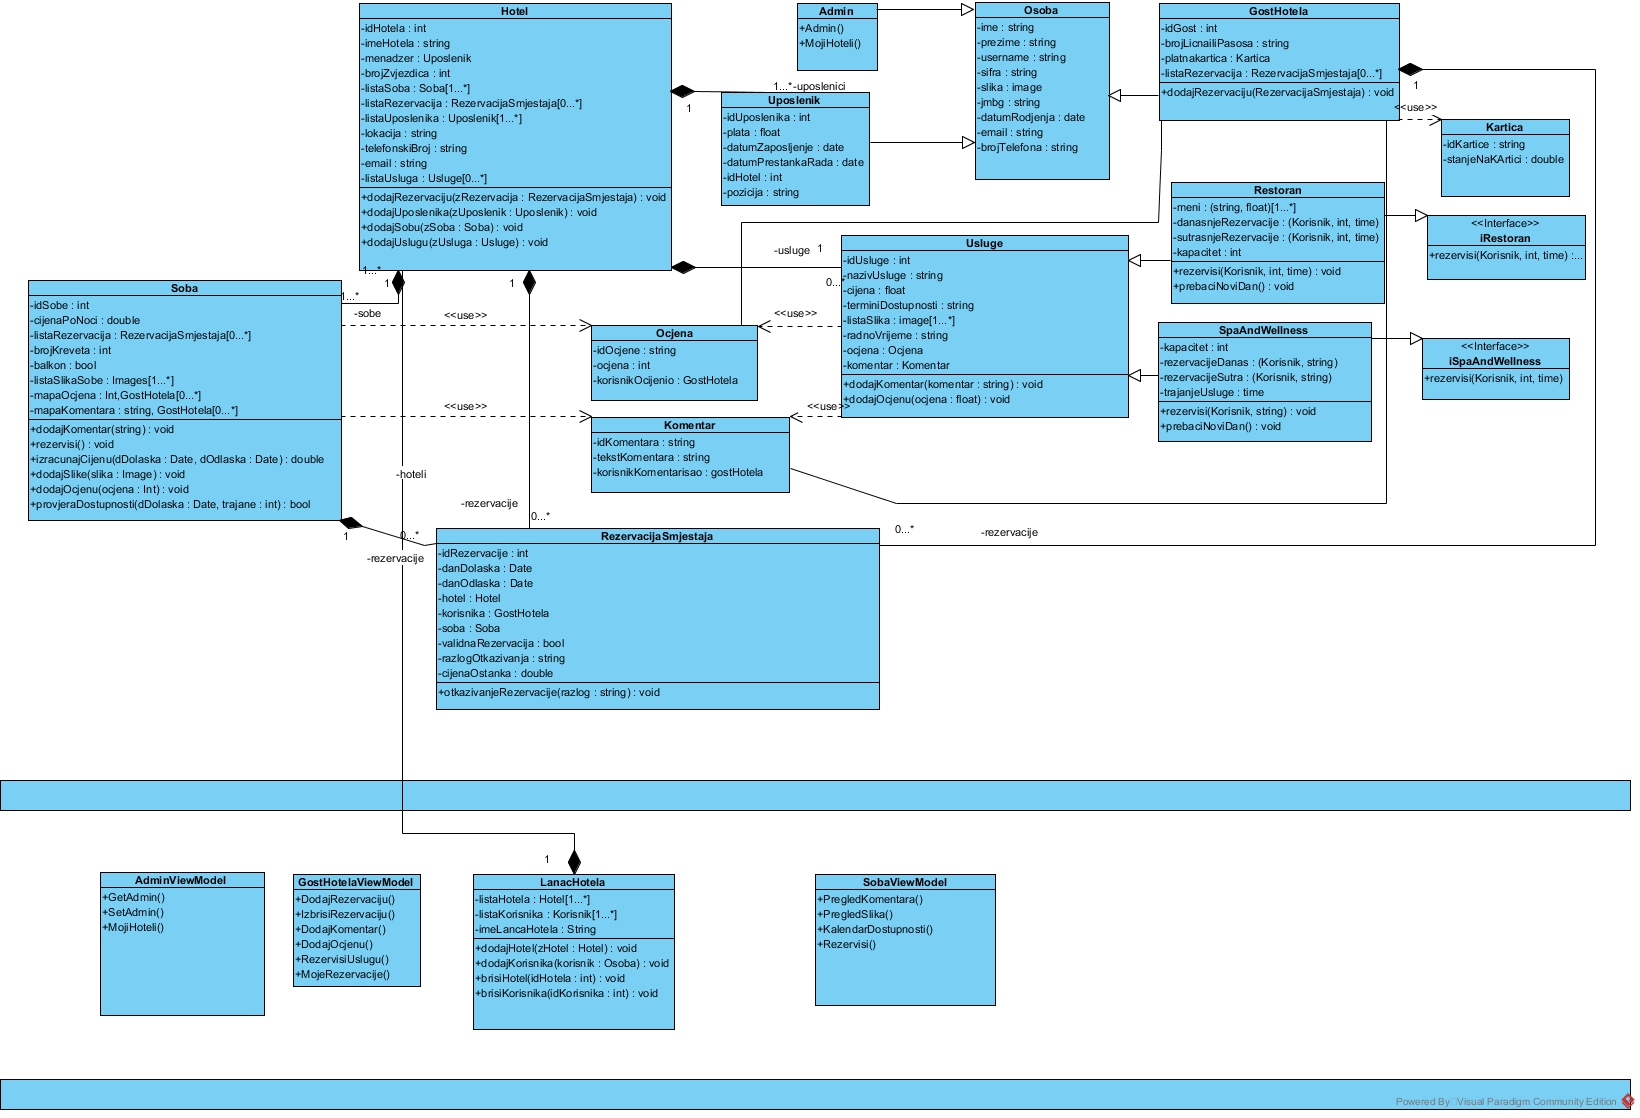 Hotel
-idHotela : int
-imeHotela : string
-menadzer : Uposlenik
-brojZvjezdica : int
-listaSoba : Soba[1...*]
-listaRezervacija : RezervacijaSmjestaja[0...*]
-listaUposlenika : Uposlenik[1...*]
-lokacija : string
-telefonskiBroj : string
-email : string
-listaUsluga : Usluge[0...*]
+dodajRezervaciju(zRezervacija : RezervacijaSmjestaja) : void
+dodajUposlenika(zUposlenik : Uposlenik) : void
+dodajSobu(zSoba : Soba) : void
+dodajUslugu(zUsluga : Usluge) : void
Admin
+Admin()
+MojiHoteli()
Osoba
-ime : string
-prezime : string
-username : string
-sifra : string
-slika : image
-jmbg : string
-datumRodjenja : date
-email : string
-brojTelefona : string
GostHotela
-idGost : int
-brojLicnailiPasosa : string
-platnakartica : Kartica
-listaRezervacija : RezervacijaSmjestaja[0...*]
+dodajRezervaciju(RezervacijaSmjestaja) : void
1
<<use>>
1...*
-uposlenici
1
Uposlenik
-idUposlenika : int
-plata : float
-datumZaposljenje : date
-datumPrestankaRada : date
-idHotel : int
-pozicija : string
Kartica
-idKartice : string
-stanjeNaKArtici : double
Restoran
-meni : (string, float)[1...*]
-danasnjeRezervacije : (Korisnik, int, time)
-sutrasnjeRezervacije : (Korisnik, int, time)
-kapacitet : int
+rezervisi(Korisnik, int, time) : void
+prebaciNoviDan() : void
<<Interface>>
iRestoran
+rezervisi(Korisnik, int, time) :...
-usluge
1
0...*
Usluge
-idUsluge : int
-nazivUsluge : string
-cijena : float
-terminiDostupnosti : string
-listaSlika : image[1...*]
-radnoVrijeme : string
-ocjena : Ocjena
-komentar : Komentar
+dodajKomentar(komentar : string) : void
+dodajOcjenu(ocjena : float) : void
1...*
1
1
1...*
-sobe
Soba
-idSobe : int
-cijenaPoNoci : double
-listaRezervacija : RezervacijaSmjestaja[0...*]
-brojKreveta : int
-balkon : bool
-listaSlikaSobe : Images[1...*]
-mapaOcjena : Int,GostHotela[0...*]
-mapaKomentara : string, GostHotela[0...*]
+dodajKomentar(string) : void
+rezervisi() : void
+izracunajCijenu(dDolaska : Date, dOdlaska : Date) : double
+dodajSlike(slika : Image) : void
+dodajOcjenu(ocjena : Int) : void
+provjeraDostupnosti(dDolaska : Date, trajane : int) : bool
<<use>>
<<use>>
Ocjena
-idOcjene : string
-ocjena : int
-korisnikOcijenio : GostHotela
SpaAndWellness
-kapacitet : int
-rezervacijeDanas : (Korisnik, string)
-rezervacijeSutra : (Korisnik, string)
-trajanjeUsluge : time
+rezervisi(Korisnik, string) : void
+prebaciNoviDan() : void
<<Interface>>
iSpaAndWellness
+rezervisi(Korisnik, int, time)
<<use>>
<<use>>
Komentar
-idKomentara : string
-tekstKomentara : string
-korisnikKomentarisao : gostHotela
-hoteli
-rezervacije
0...*
1
0...*
-rezervacije
0...*
-rezervacije
RezervacijaSmjestaja
-idRezervacije : int
-danDolaska : Date
-danOdlaska : Date
-hotel : Hotel
-korisnika : GostHotela
-soba : Soba
-validnaRezervacija : bool
-razlogOtkazivanja : string
-cijenaOstanka : double
+otkazivanjeRezervacije(razlog : string) : void
1
AdminViewModel
+GetAdmin()
+SetAdmin()
+MojiHoteli()
GostHotelaViewModel
+DodajRezervaciju()
+IzbrisiRezervaciju()
+DodajKomentar()
+DodajOcjenu()
+RezervisiUslugu()
+MojeRezervacije()
LanacHotela
-listaHotela : Hotel[1...*]
-listaKorisnika : Korisnik[1...*]
-imeLancaHotela : String
+dodajHotel(zHotel : Hotel) : void
+dodajKorisnika(korisnik : Osoba) : void
+brisiHotel(idHotela : int) : void
+brisiKorisnika(idKorisnika : int) : void
SobaViewModel
+PregledKomentara()
+PregledSlika()
+KalendarDostupnosti()
+Rezervisi()
Powered By Visual Paradigm Community Edition